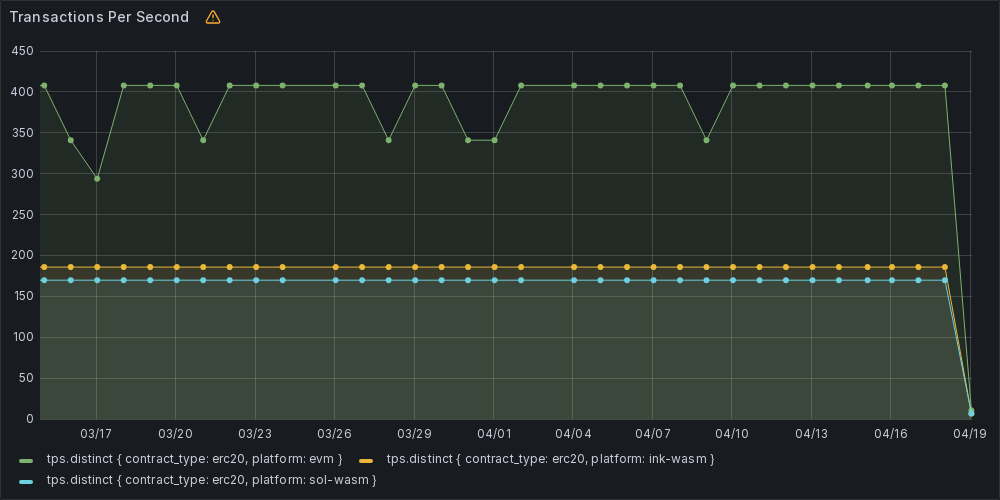 Transactions Per Second
450
400
350
300
250
200
150
100
50
0
03/17 03/20 03/23 03/26 03/29 04/01 04/04 04/07 04/10 04/13 04/16 04/19
tps.distinct { contract_type: erc20, platform: evm } tps.distinct { contract_type: erc20, platform: ink-wasm }
tps.distinct { contract_type: erc20, platform: sol-wasm }